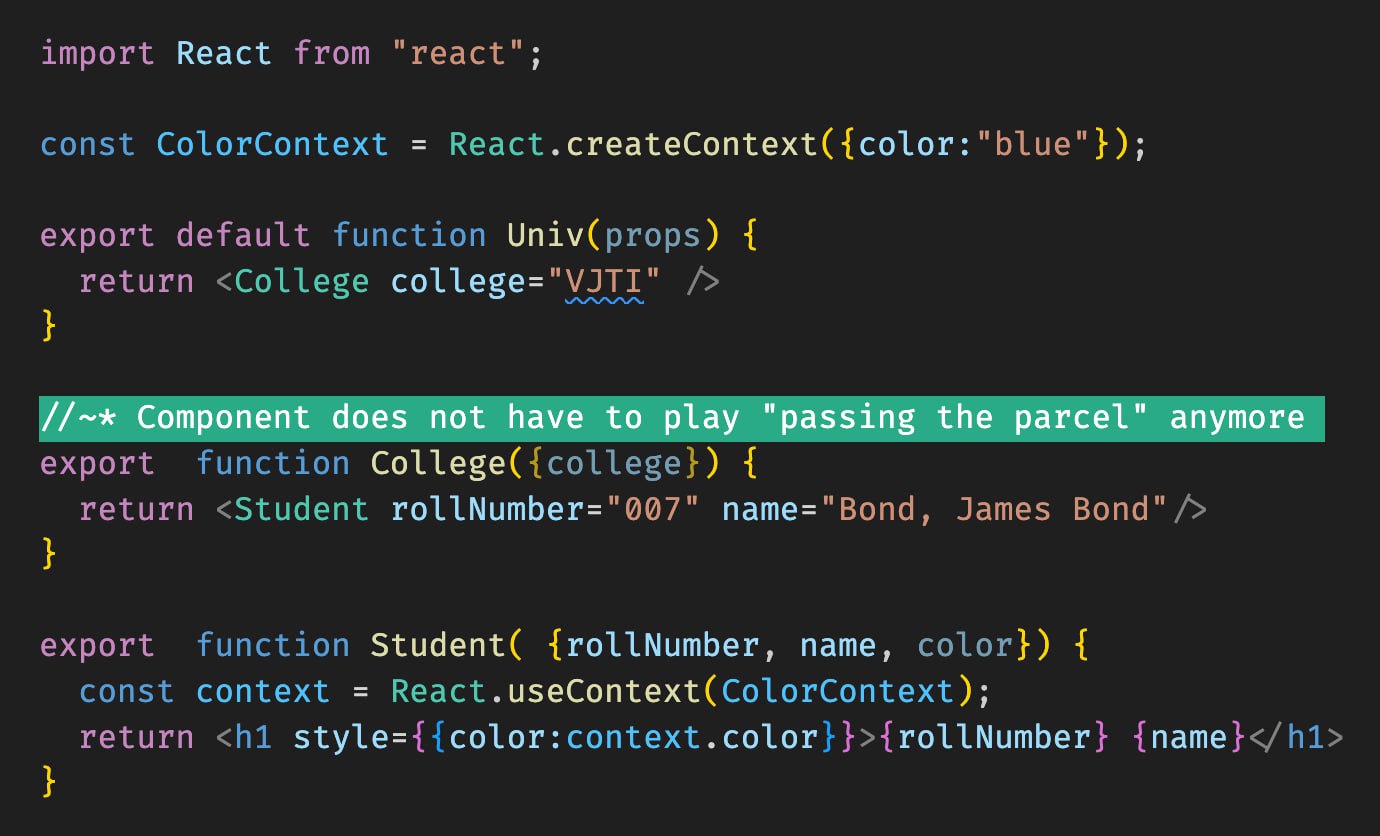 import React from "react";
const ColorContext = React.createContext({color:"blue"});
export default function Univ(props) {
  return <College college="VJTI" />
}
//~* Component does not have to play "passing the parcel" anymore
export  function College({college}) {
  return <Student rollNumber="007" name="Bond, James Bond"/>
}
export  function Student( {rollNumber, name, color}) {
  const context = React.useContext(ColorContext);
  return <h1 style={{color:context.color}}>{rollNumber} {name}</h1>
}